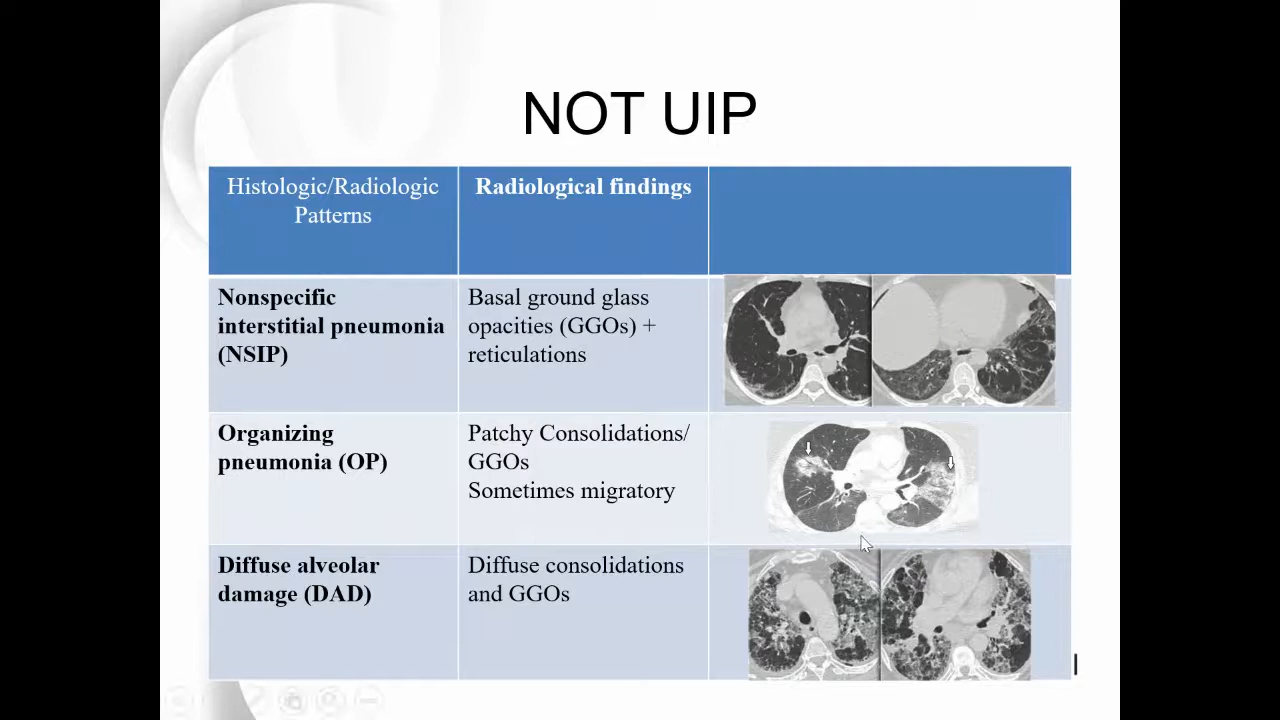 NOT UIP
Histologic/Radiologic
Patterns
Radiological findings
Nonspecific
interstitial pneumonia
(NSIP)
Basal ground glass
opacities (GGOs) +
reticulations
Organizing
pneumonia (OP)
Patchy Consolidations/
GGOs
Sometimes migratory
Diffuse alveolar
damage (DAD)
Diffuse consolidations
and GGOs